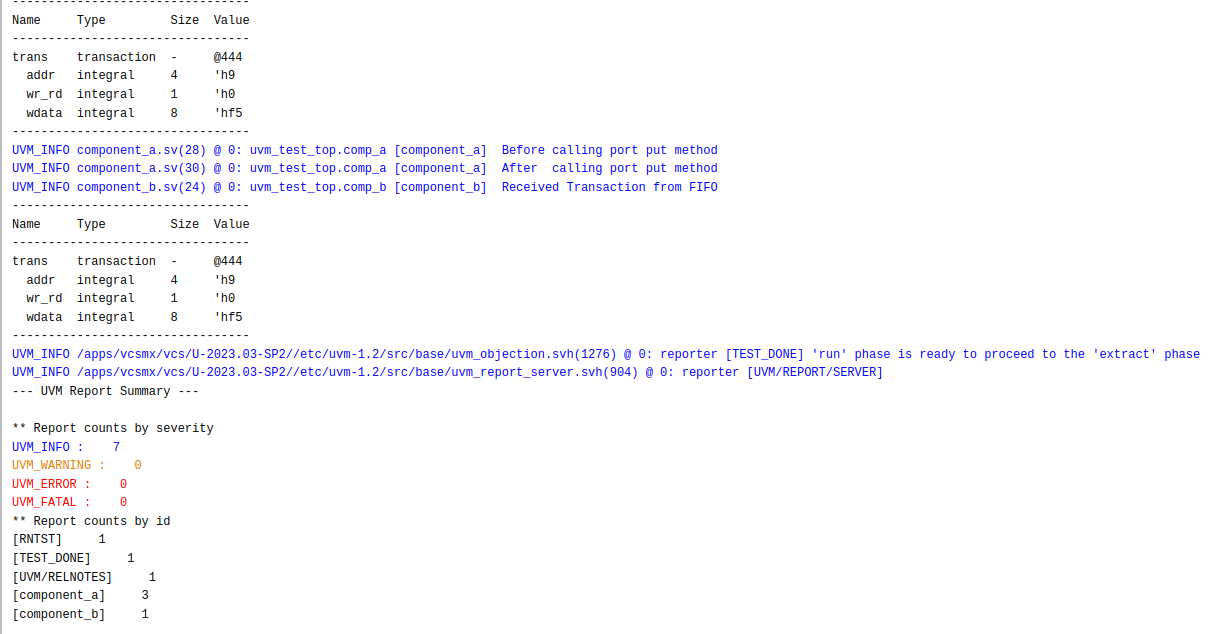 ---------------------------------
Name     Type         Size  Value
---------------------------------
trans    transaction  -     @444
  addr   integral     4     'h9
  wr_rd  integral     1     'h0
  wdata  integral     8     'hf5
---------------------------------
UVM_INFO component_a.sv(28) @ 0: uvm_test_top.comp_a [component_a]  Before calling port put method
UVM_INFO component_a.sv(30) @ 0: uvm_test_top.comp_a [component_a]  After  calling port put method
UVM_INFO component_b.sv(24) @ 0: uvm_test_top.comp_b [component_b]  Received Transaction from FIFO
---------------------------------
Name     Type         Size  Value
---------------------------------
trans    transaction  -     @444
  addr   integral     4     'h9
  wr_rd  integral     1     'h0
  wdata  integral     8     'hf5
---------------------------------
UVM_INFO /apps/vcsmx/vcs/U-2023.03-SP2//etc/uvm-1.2/src/base/uvm_objection.svh(1276) @ 0: reporter [TEST_DONE] 'run' phase is ready to proceed to the 'extract' phase
UVM_INFO /apps/vcsmx/vcs/U-2023.03-SP2//etc/uvm-1.2/src/base/uvm_report_server.svh(904) @ 0: reporter [UVM/REPORT/SERVER]
--- UVM Report Summary ---

** Report counts by severity
UVM_INFO :    7
UVM_WARNING :    0
UVM_ERROR :    0
UVM_FATAL :    0
** Report counts by id
[RNTST]     1
[TEST_DONE]     1
[UVM/RELNOTES]     1
[component_a]     3
[component_b]     1